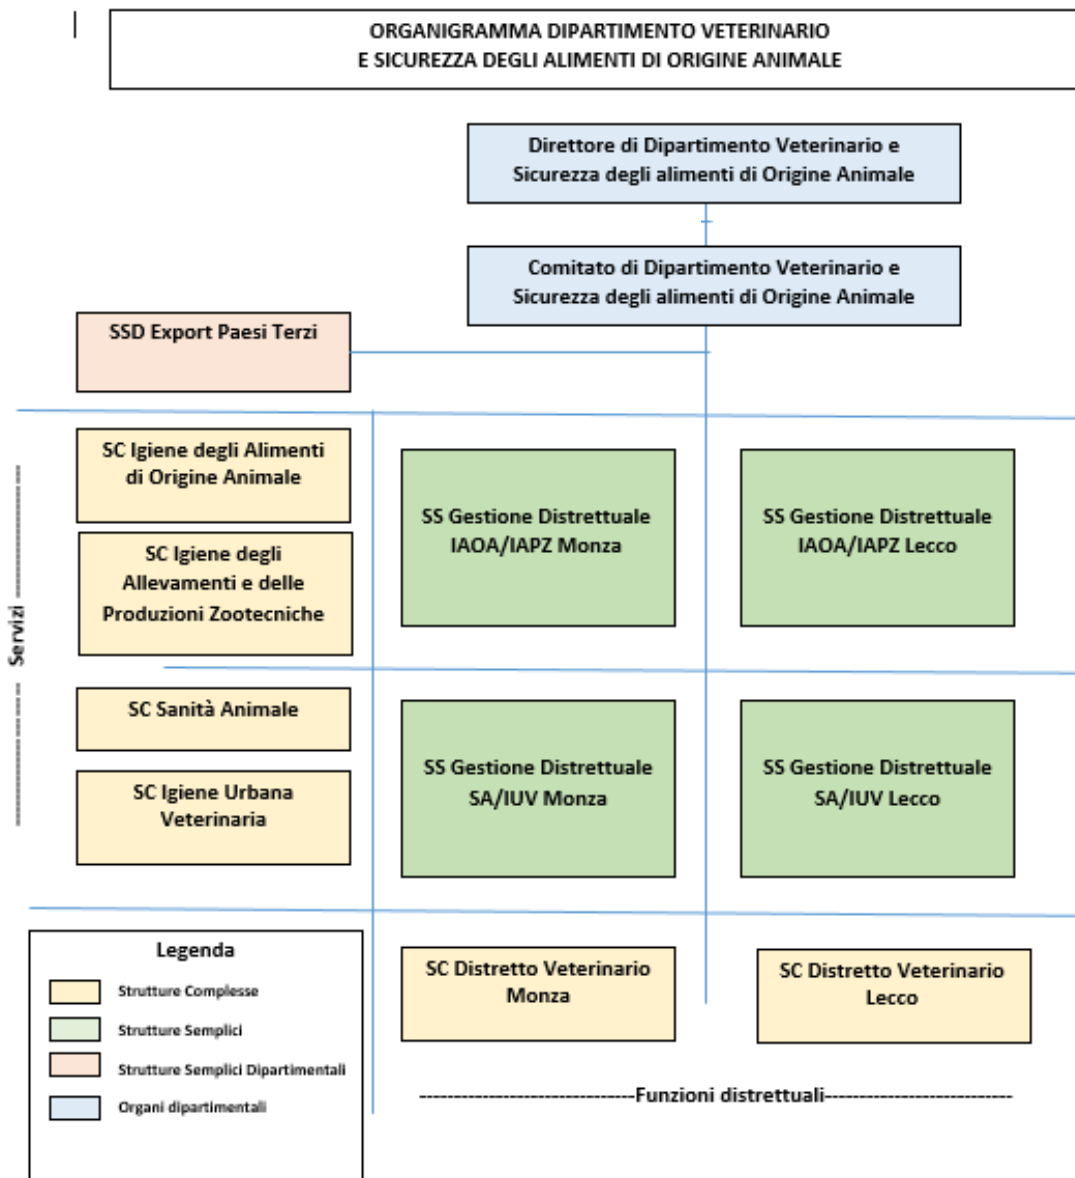 ORGANIGRAMMA DIPARTIMENTO VETERINARIO
E SICUREZZA DEGLI ALIMENTI DI ORIGINE ANIMALE
Direttore di Dipartimento Veterinario e
Sicurezza degli alimenti di Origine Animale
Comitato di Dipartimento Veterinario e
Sicurezza degli alimenti di Origine Animale
SSD Export Paesi Terzi
Servizi
SC Igiene degli Alimenti
di Origine Animale
SC Igiene degli
Allevamenti e delle
Produzioni Zootecniche
SS Gestione Distrettuale
IAOA/IAPZ Monza
SS Gestione Distrettuale
IAOA/IAPZ Lecco
SC Sanità Animale
SC Igiene Urbana
Veterinaria
SS Gestione Distrettuale
SA/IUV Monza
SS Gestione Distrettuale
SA/IUV Lecco
SC Distretto Veterinario
Monza
SC Distretto Veterinario
Lecco
Legenda
Strutture Complesse
Strutture Semplici
Strutture Semplici Dipartimentali
Organi dipartimentali
Funzioni distrettuali